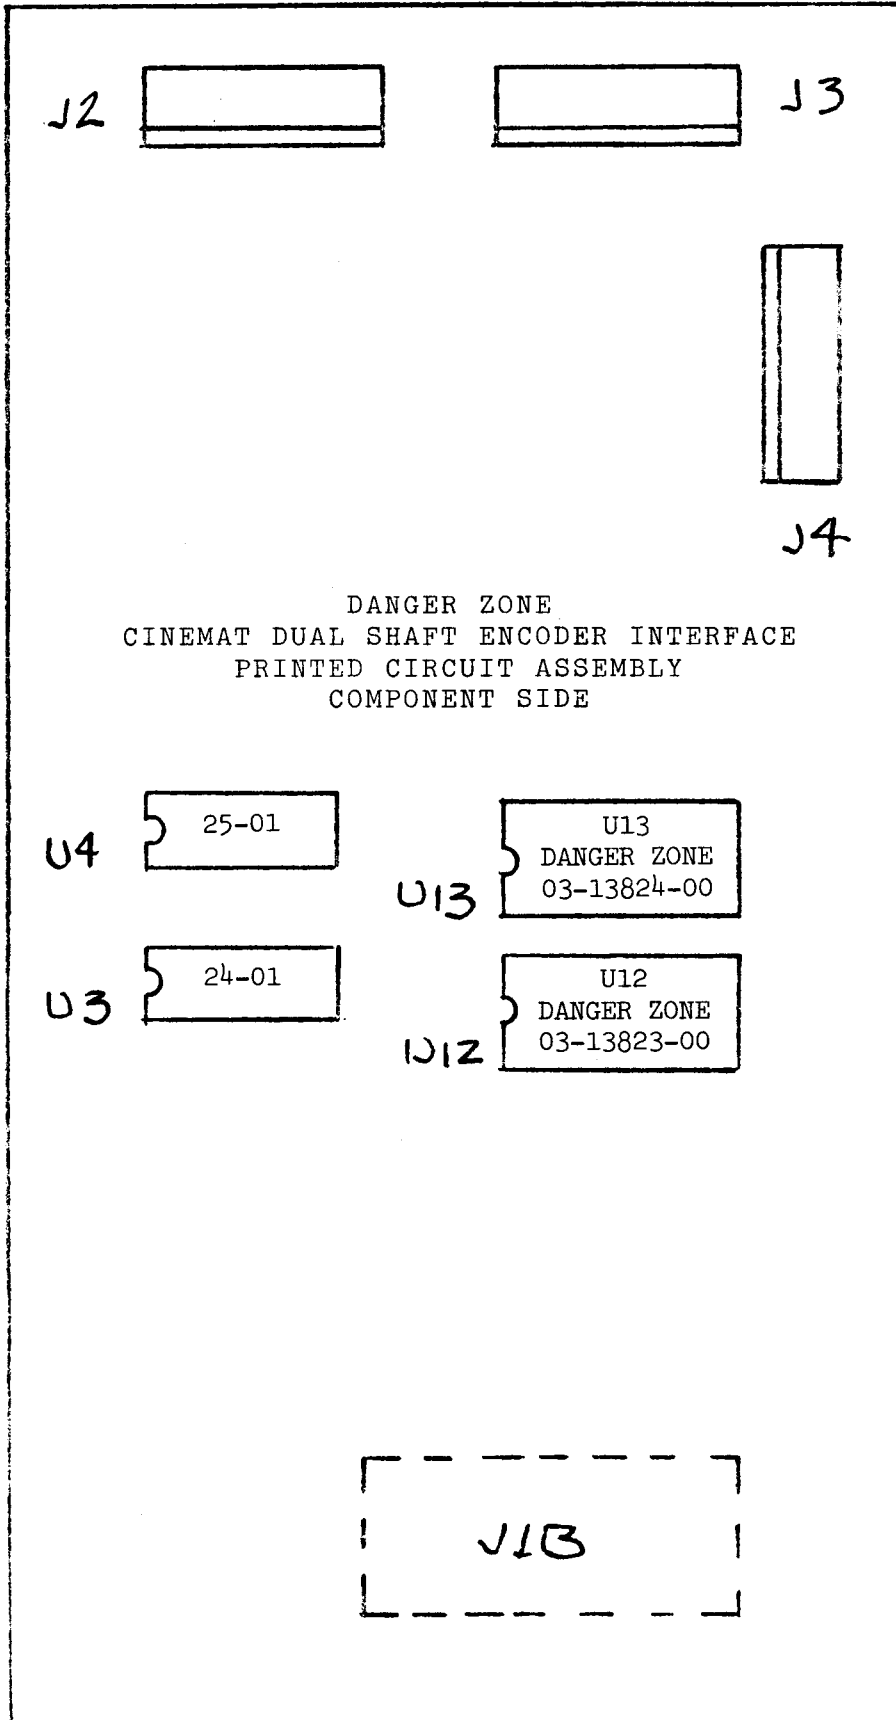 J2
J3
J4
DANGER ZONE
CINEMAT DUAL SHAFT ENCODER INTERFACE
PRINTED CIRCUIT ASSEMBLY
COMPONENT SIDE
U4
25-01
U13
U13
DANGER ZONE
03-13824-00
U3
24-01
U12
U12
DANGER ZONE
03-13823-00
J1B